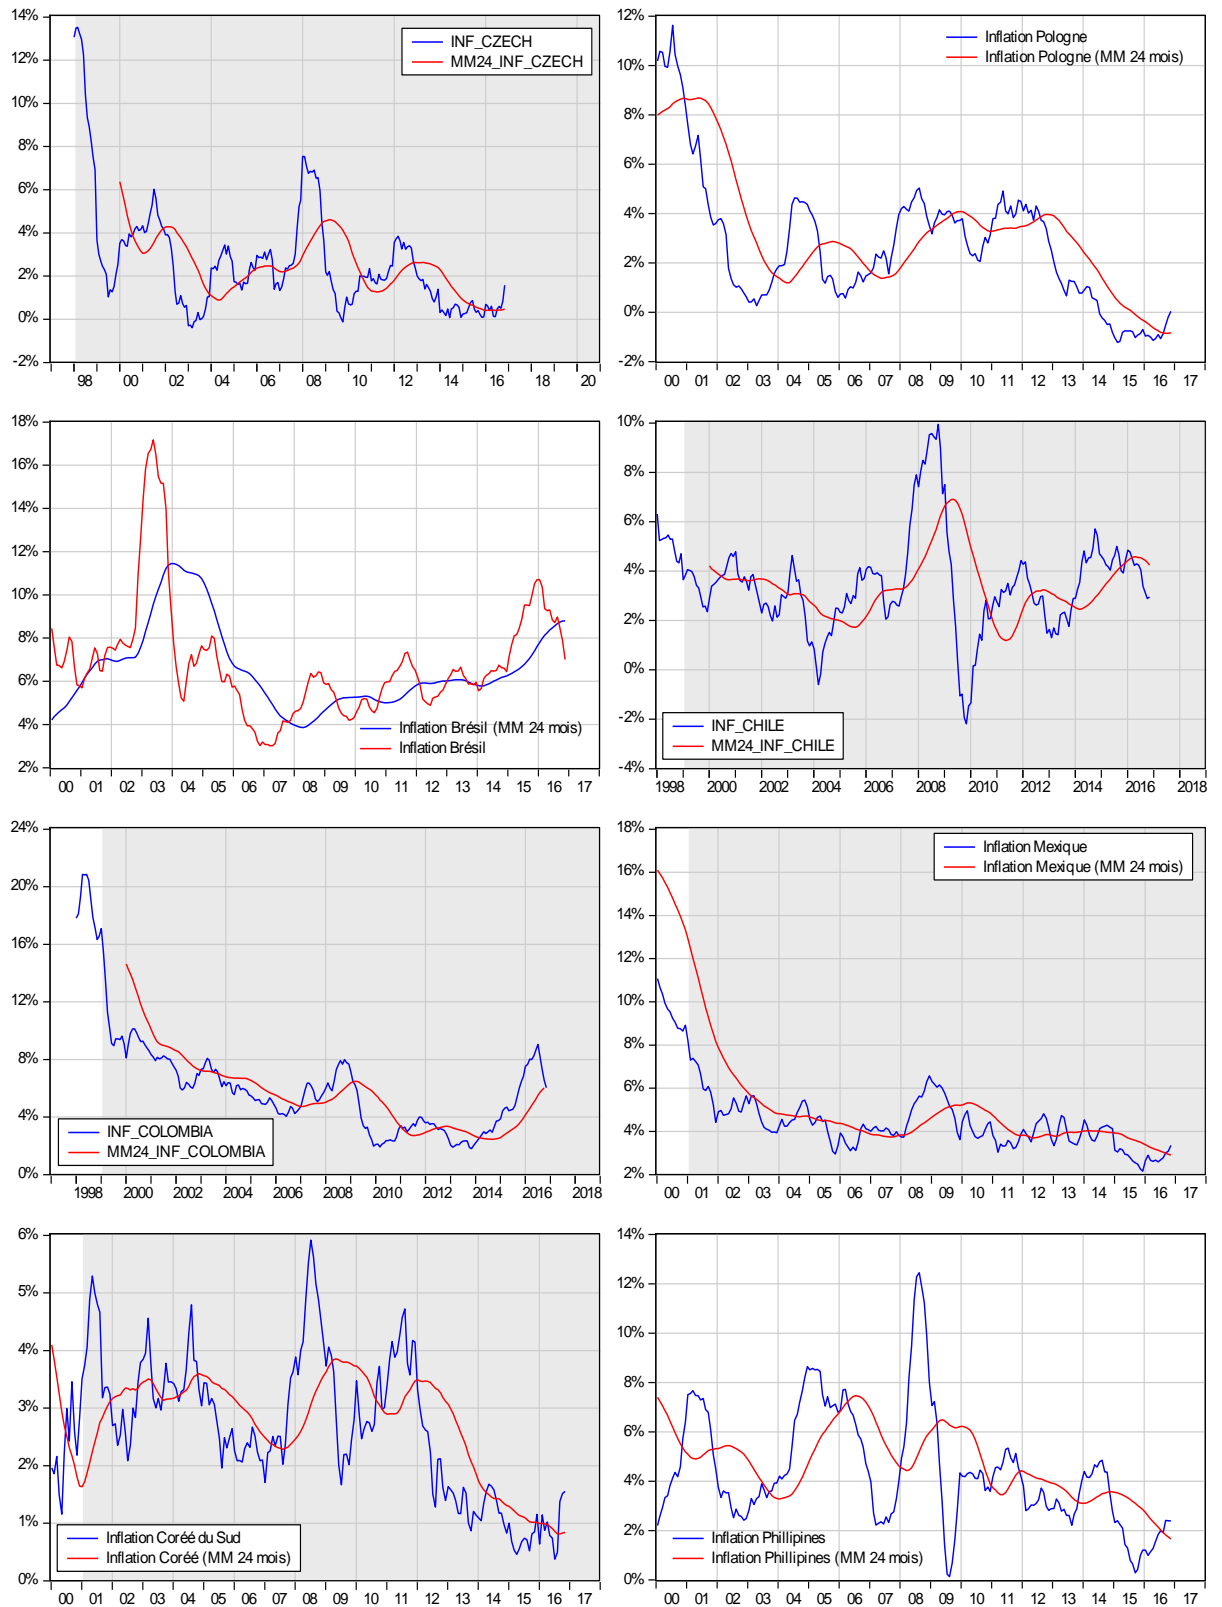 14%
12%
10%
8%
6%
4%
2%
0%
-2%
INF_CZECH
MM24_INF_CZECH
98 00 02 04 06 08 10 12 14 16 18 20
12%
10%
8%
6%
4%
2%
0%
-2%
Inflation Pologne
Inflation Pologne (MM 24 mois)
00 01 02 03 04 05 06 07 08 09 10 11 12 13 14 15 16 17
18%
16%
14%
12%
10%
8%
6%
4%
2%
Inflation Brésil (MM 24 mois)
Inflation Brésil
00 01 02 03 04 05 06 07 08 09 10 11 12 13 14 15 16 17
10%
8%
6%
4%
2%
0%
-2%
-4%
INF_CHILE
MM24_INF_CHILE
1998 2000 2002 2004 2006 2008 2010 2012 2014 2016 2018
24%
20%
16%
12%
8%
4%
0%
INF_COLOMBIA
MM24_INF_COLOMBIA
1998 2000 2002 2004 2006 2008 2010 2012 2014 2016 2018
18%
16%
14%
12%
10%
8%
6%
4%
2%
Inflation Mexique
Inflation Mexique (MM 24 mois)
00 01 02 03 04 05 06 07 08 09 10 11 12 13 14 15 16 17
6%
5%
4%
3%
2%
1%
0%
Inflation Coréé du Sud
Inflation Coréé (MM 24 mois)
00 01 02 03 04 05 06 07 08 09 10 11 12 13 14 15 16 17
14%
12%
10%
8%
6%
4%
2%
0%
Inflation Phillipines
Inflation Phillipines (MM 24 mois)
00 01 02 03 04 05 06 07 08 09 10 11 12 13 14 15 16 17